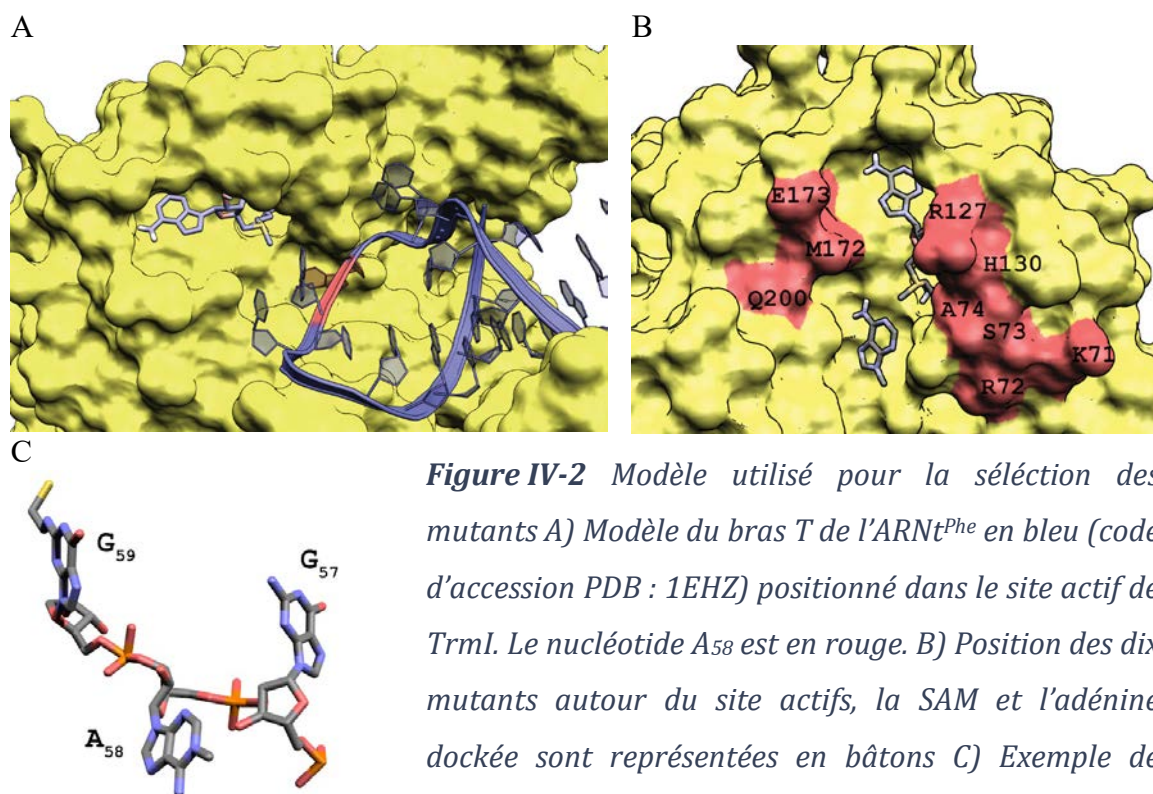 A
B
E173
R127
M172
H130
Q200
A74
S73
K71
R72
C
G59
G57
A58
Figure IV-2 Modèle utilisé pour la séléction des
mutants A) Modèle du bras T de l'ARNtPhe en bleu (code
d'accession PDB : 1EHZ) positionné dans le site actif de
TrmI. Le nucléotide A58 est en rouge. B) Position des dix
mutants autour du site actifs, la SAM et l'adénine
dockée sont représentées en bâtons C) Exemple de